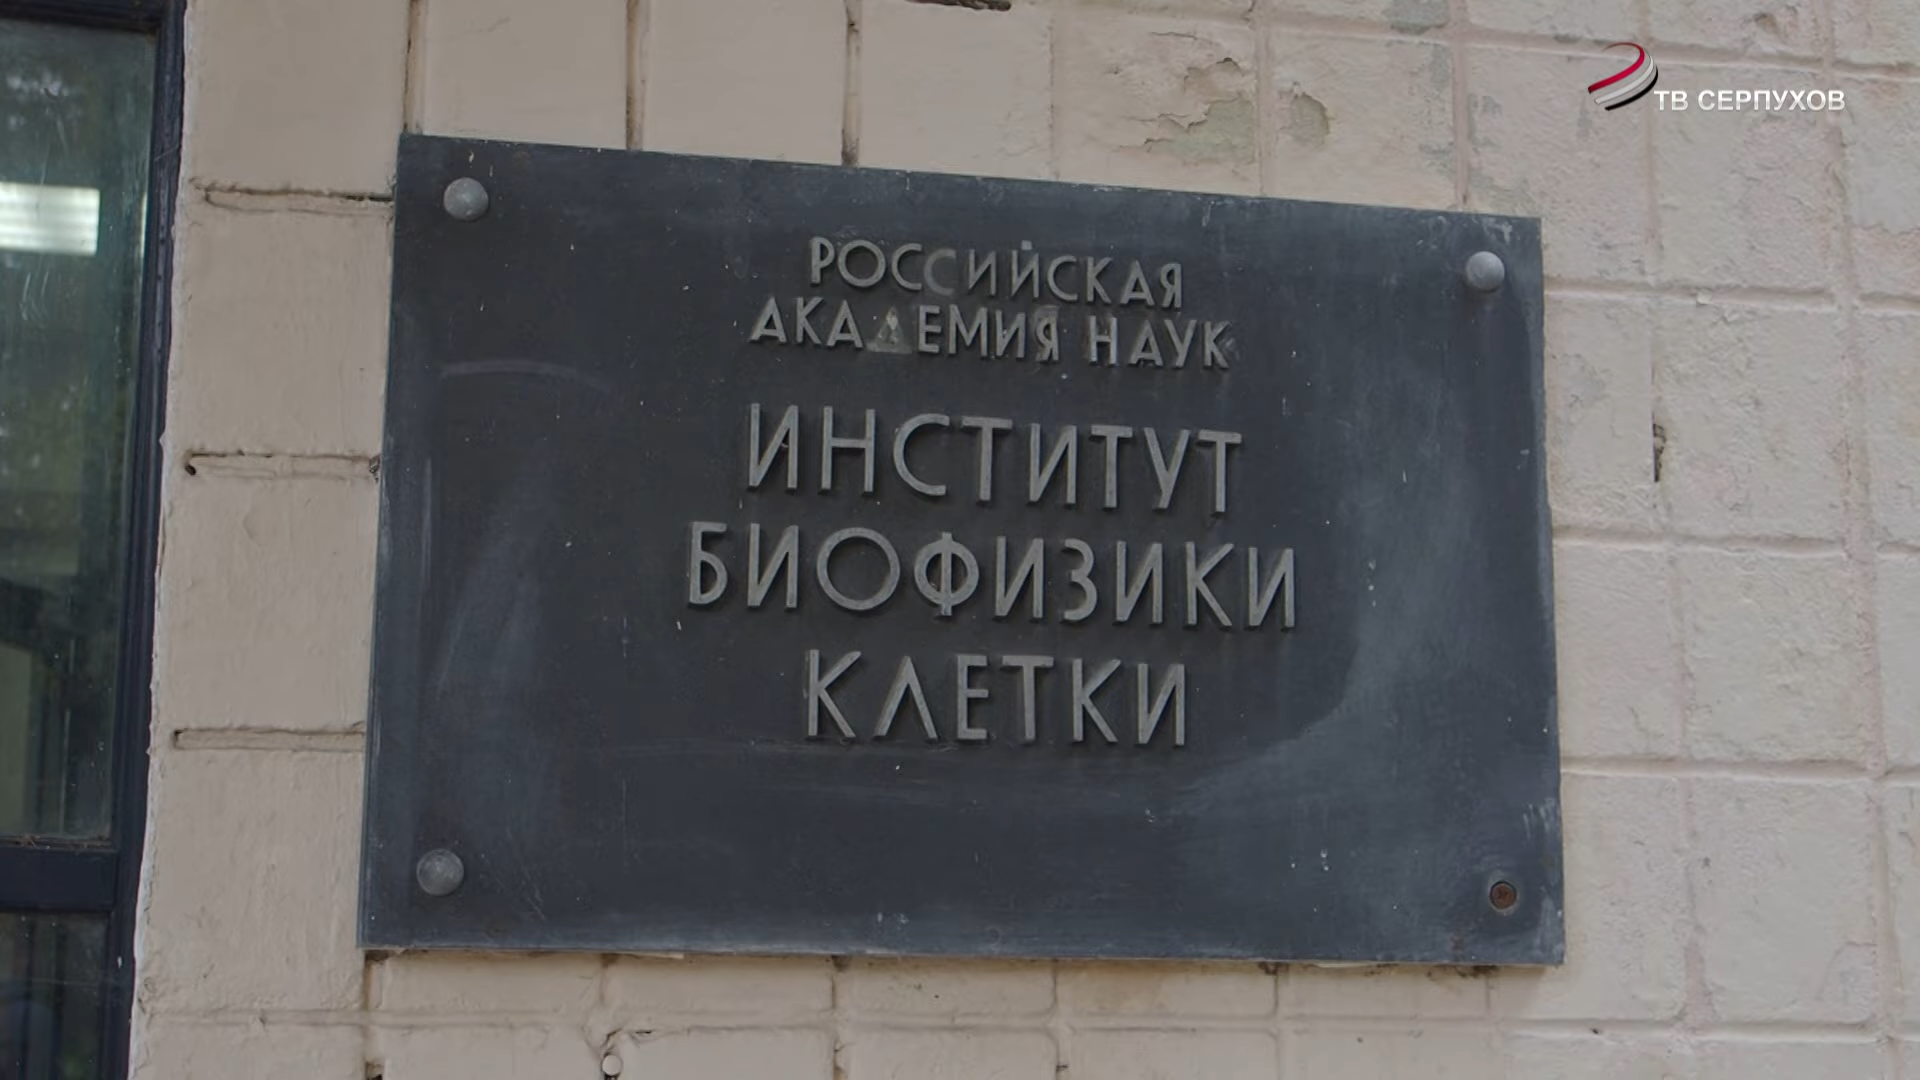 ТВ СЕРПУХОВ
РОССИЙСКАЯ
АКАДЕМИЯ НАУК
ИНСТИТУТ
БИОФИЗИКИ
КЛЕТКИ